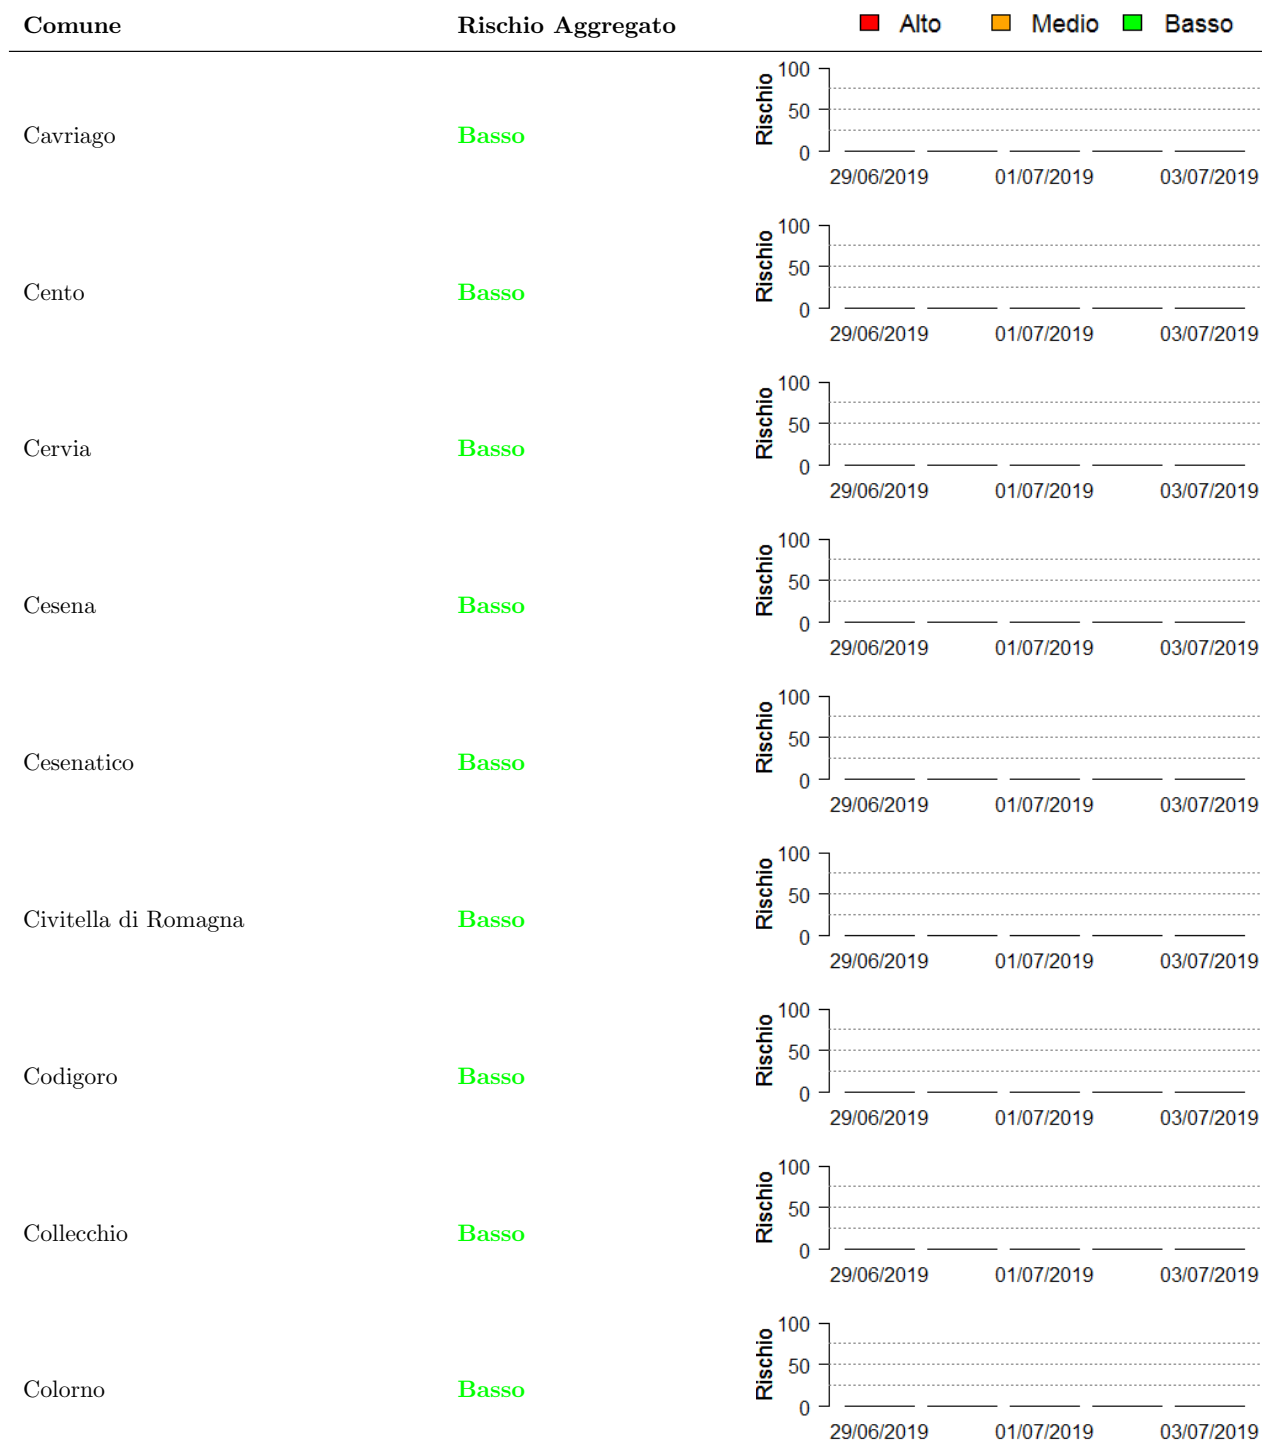 Comune Rischio Aggregato Alto Medio Basso
Cavriago Basso
Rischio
100
50
0
29/06/2019 01/07/2019 03/07/2019
Cento Basso
Rischio
100
50
0
29/06/2019 01/07/2019 03/07/2019
Cervia Basso
Rischio
100
50
0
29/06/2019 01/07/2019 03/07/2019
Cesena Basso
Rischio
100
50
0
29/06/2019 01/07/2019 03/07/2019
Cesenatico Basso
Rischio
100
50
0
29/06/2019 01/07/2019 03/07/2019
Civitella di Romagna Basso
Rischio
100
50
0
29/06/2019 01/07/2019 03/07/2019
Codigoro Basso
Rischio
100
50
0
29/06/2019 01/07/2019 03/07/2019
Collecchio Basso
Rischio
100
50
0
29/06/2019 01/07/2019 03/07/2019
Colorno Basso
Rischio
100
50
0
29/06/2019 01/07/2019 03/07/2019